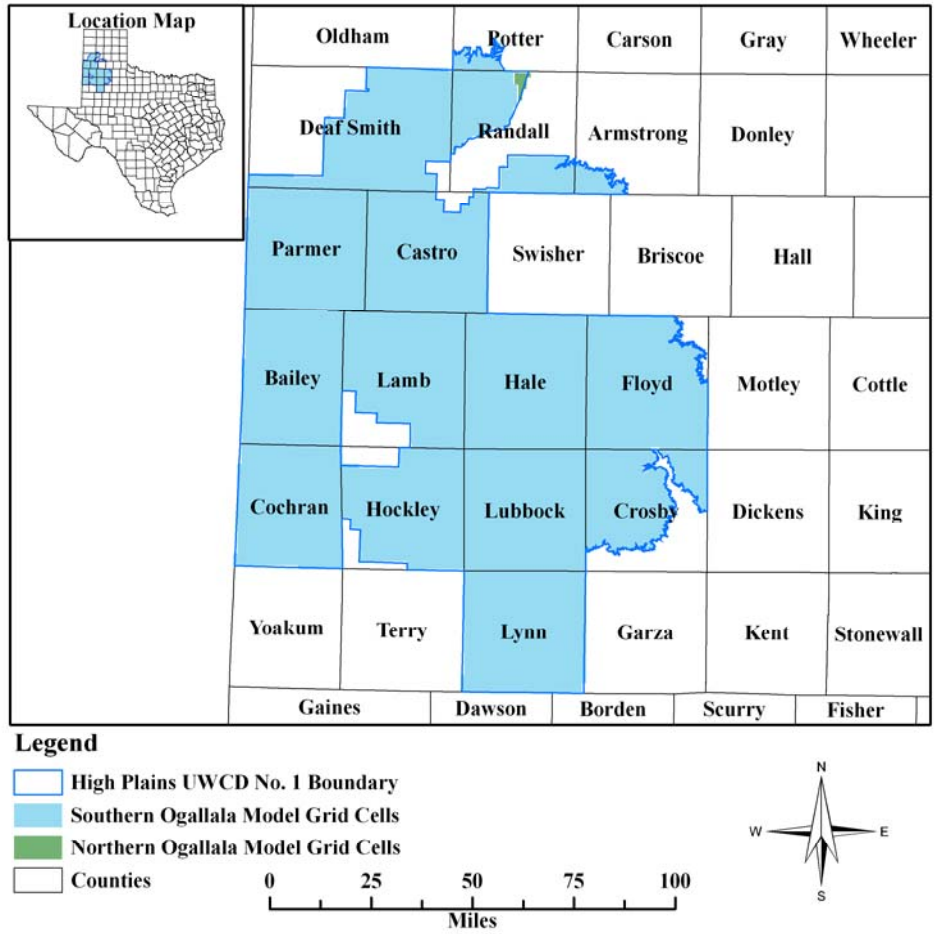 Location Map
Oldham
Potter
Carson
Gray
Wheeler
Deaf Smith
Randall
Armstrong
Donley
Parmer
Castro
Swisher
Briscoe
Hall
Bailey
Lamb
Hale
Floyd
Motley
Cottle
Cochran
Hockley
Lubbock
Crosby
Dickens
King
Yoakum
Terry
Lynn
Garza
Kent
Stonewall
Gaines
Dawson
Borden
Scurry
Fisher
Legend
High Plains UWCD No. 1 Boundary
Southern Ogallala Model Grid Cells
Northern Ogallala Model Grid Cells
Counties
0 25 50 75 100
Miles
N
W E
S